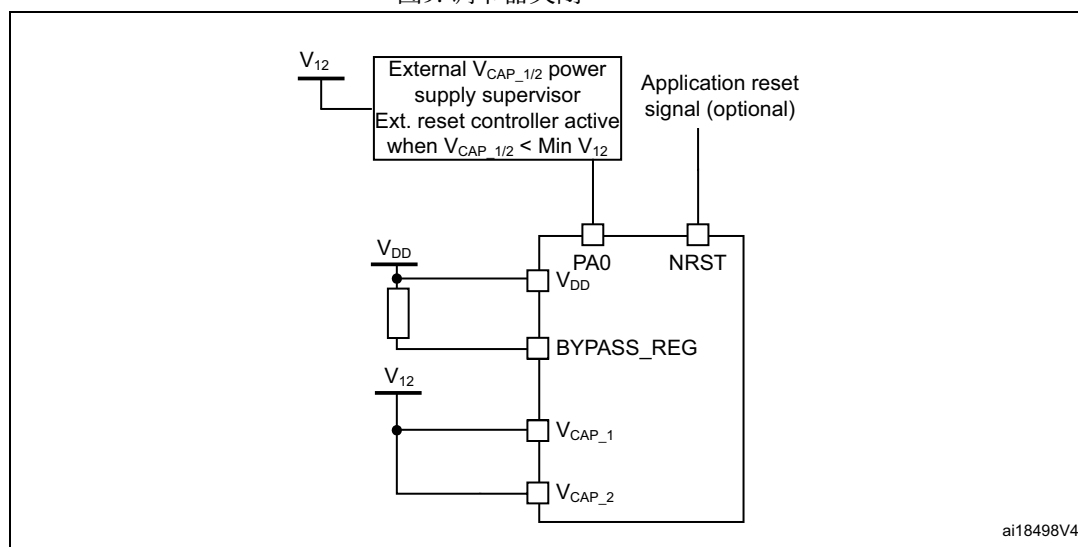 V12
External VCAP_1/2 power
supply supervisor
Ext. reset controller active
when VCAP_1/2 < Min V12
Application reset
signal (optional)
PA0
NRST
VDD
VDD
BYPASS_REG
V12
VCAP_1
VCAP_2
ai18498V4